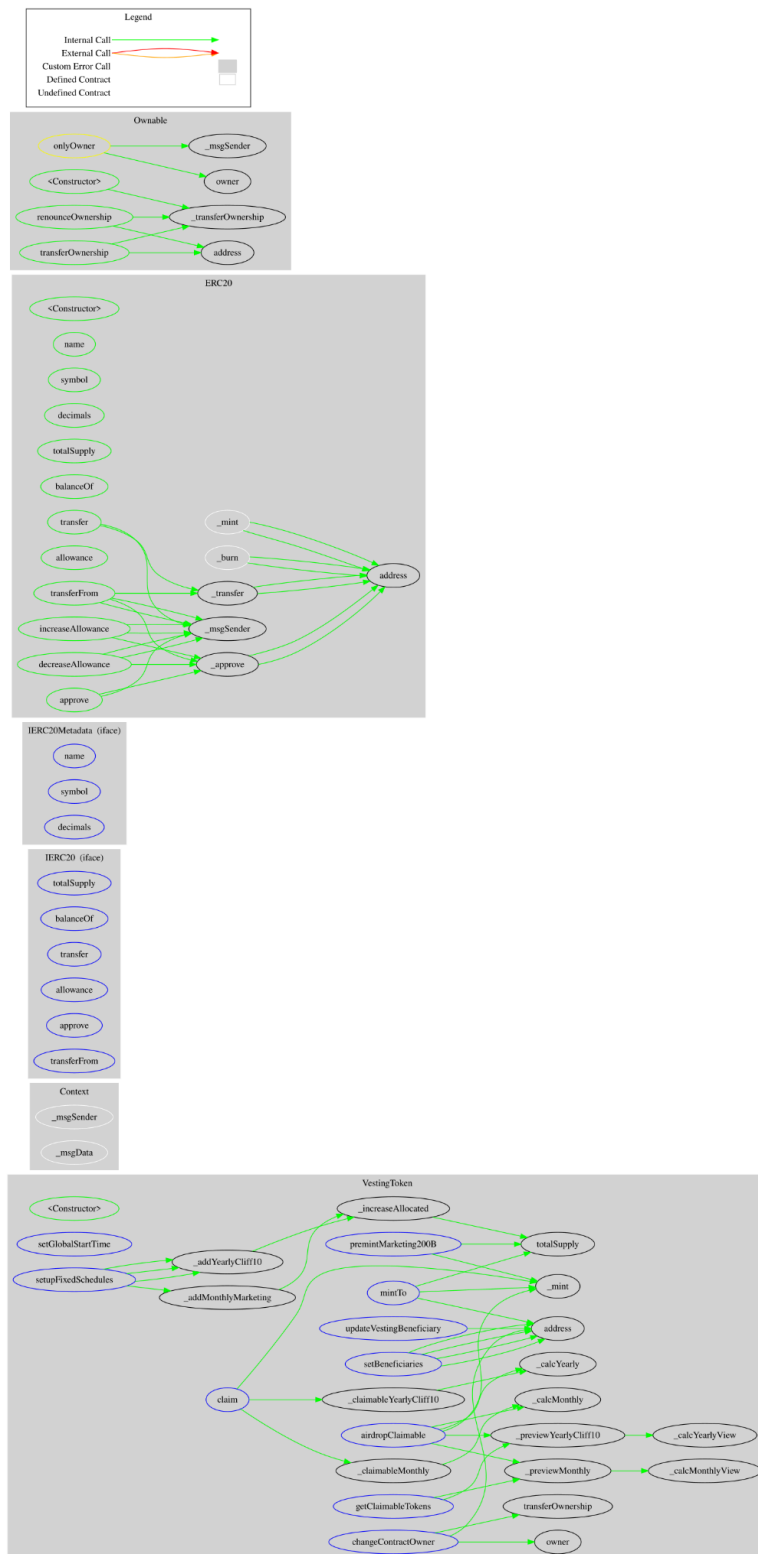 Legend
Internal Call
External Call
Custom Error Call
Defined Contract
Undefined Contract
Ownable
onlyOwner
_msgSender
owner
<Constructor>
renounceOwnership
_transferOwnership
transferOwnership
address
ERC20
<Constructor>
name
symbol
decimals
totalSupply
balanceOf
transfer
_mint
allowance
_burn
address
transferFrom
_transfer
increaseAllowance
_msgSender
decreaseAllowance
_approve
approve
IERC20Metadata (iface)
name
symbol
decimals
IERC20 (iface)
totalSupply
balanceOf
transfer
allowance
approve
transferFrom
Context
_msgSender
_msgData
VestingToken
<Constructor>
_increaseAllocated
setGlobalStartTime
premintMarketing200B
totalSupply
_addYearlyCliff10
setupFixedSchedules
_mint
_addMonthlyMarketing
mintTo
updateVestingBeneficiary
address
setBeneficiaries
_calcYearly
claim
_claimableYearlyCliff10
_calcMonthly
airdropClaimable
_previewYearlyCliff10
_calcYearlyView
_claimableMonthly
_previewMonthly
_calcMonthlyView
getClaimableTokens
transferOwnership
changeContractOwner
owner